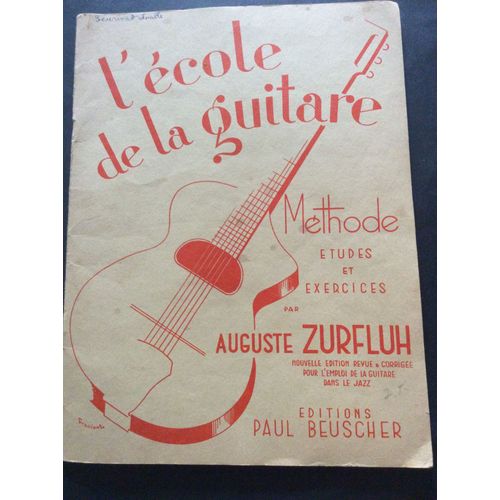 l'école
de la guitare
Méthode
ETUDES
ET
EXERCICES
PAR
AUGUSTE ZURFLUH
NOUVELLE EDITION REVUE & CORRIGÉE
POUR L'EMPLOI DE LA GUITARE
DANS LE JAZZ
EDITIONS
PAUL BEUSCHER